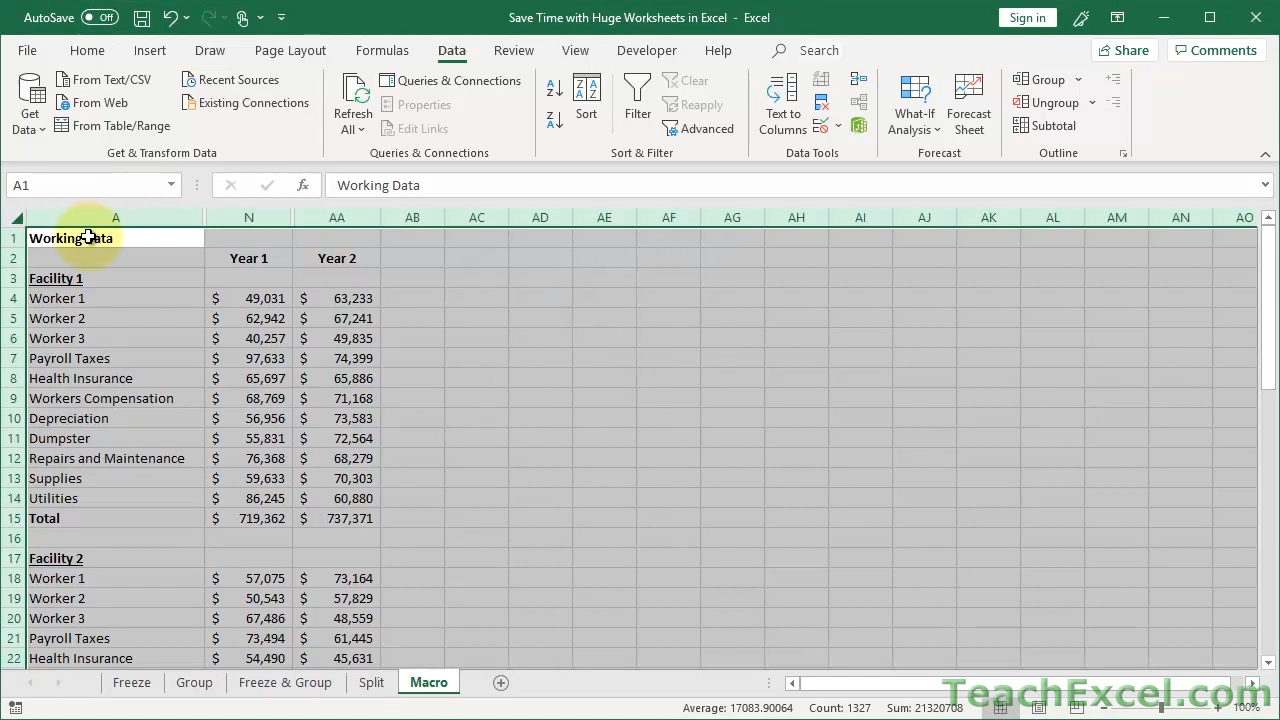 AutoSave Off Save Time with Huge Worksheets in Excel - Excel Sign in
File Home Insert Draw Page Layout Formulas Data Review View Developer Help Search Share Comments
Get Data
From Text/CSV
From Web
From Table/Range
Recent Sources
Existing Connections
Get & Transform Data
Refresh All
Queries & Connections
Properties
Edit Links
Queries & Connections
Sort
Filter
Clear
Reapply
Advanced
Sort & Filter
Text to Columns
Data Tools
What-If Analysis
Forecast Sheet
Forecast
Group
Ungroup
Subtotal
Outline
A1 fx Working Data
A N AA AB AC AD AE AF AG AH AI AJ AK AL AM AN AO
1 Working Data
2 Year 1 Year 2
3 Facility 1
4 Worker 1 $ 49,031 $ 63,233
5 Worker 2 $ 62,942 $ 67,241
6 Worker 3 $ 40,257 $ 49,835
7 Payroll Taxes $ 97,633 $ 74,399
8 Health Insurance $ 65,697 $ 65,886
9 Workers Compensation $ 68,769 $ 71,168
10 Depreciation $ 56,956 $ 73,583
11 Dumpster $ 55,831 $ 72,564
12 Repairs and Maintenance $ 76,368 $ 68,279
13 Supplies $ 59,633 $ 70,303
14 Utilities $ 86,245 $ 60,880
15 Total $ 719,362 $ 737,371
16
17 Facility 2
18 Worker 1 $ 57,075 $ 73,164
19 Worker 2 $ 50,543 $ 57,829
20 Worker 3 $ 67,486 $ 48,559
21 Payroll Taxes $ 73,494 $ 61,445
22 Health Insurance $ 54,490 $ 45,631
Freeze Group Freeze & Group Split Macro
TeachExcel.com
Average: 17083.90064 Count: 1327 Sum: 21320708 100%